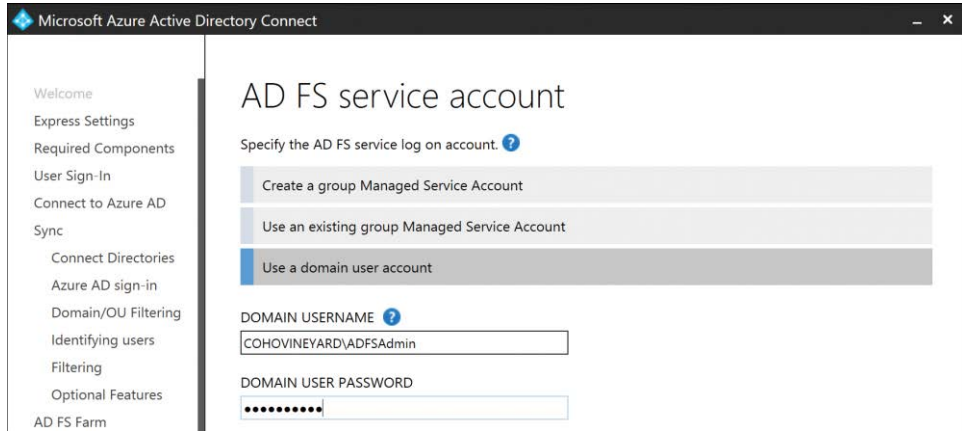 Microsoft Azure Active Directory Connect
Welcome
Express Settings
Required Components
User Sign-In
Connect to Azure AD
Sync
Connect Directories
Azure AD sign-in
Domain/OU Filtering
Identifying users
Filtering
Optional Features
AD FS Farm
AD FS service account
Specify the AD FS service log on account. ?
Create a group Managed Service Account
Use an existing group Managed Service Account
Use a domain user account
DOMAIN USERNAME ?
COHOVINEYARD\ADFSAdmin
DOMAIN USER PASSWORD
●●●●●●●●●●